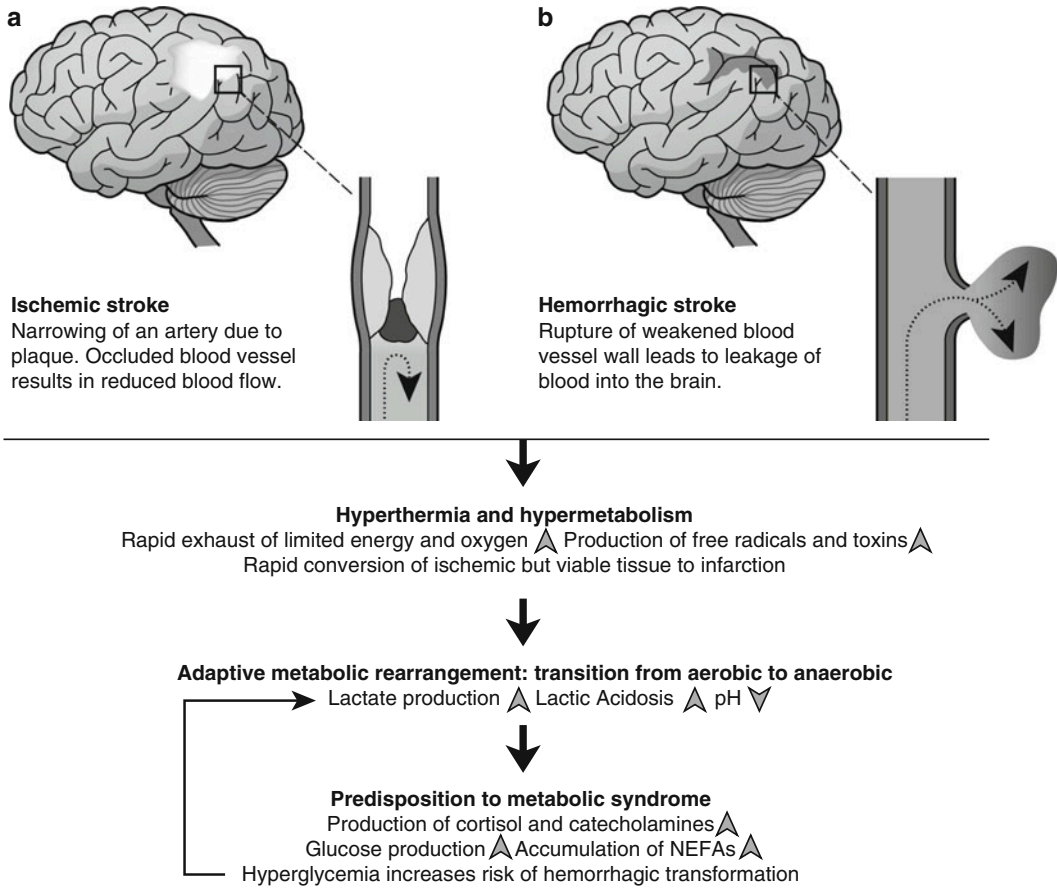 a
Ischemic stroke
Narrowing of an artery due to
plaque. Occluded blood vessel
results in reduced blood flow.
b
Hemorrhagic stroke
Rupture of weakened blood
vessel wall leads to leakage of
blood into the brain.
Hyperthermia and hypermetabolism
Rapid exhaust of limited energy and oxygen Production of free radicals and toxins
Rapid conversion of ischemic but viable tissue to infarction
Adaptive metabolic rearrangement: transition from aerobic to anaerobic
Lactate production Lactic Acidosis pH
Predisposition to metabolic syndrome
Production of cortisol and catecholamines
Glucose production Accumulation of NEFAs
Hyperglycemia increases risk of hemorrhagic transformation